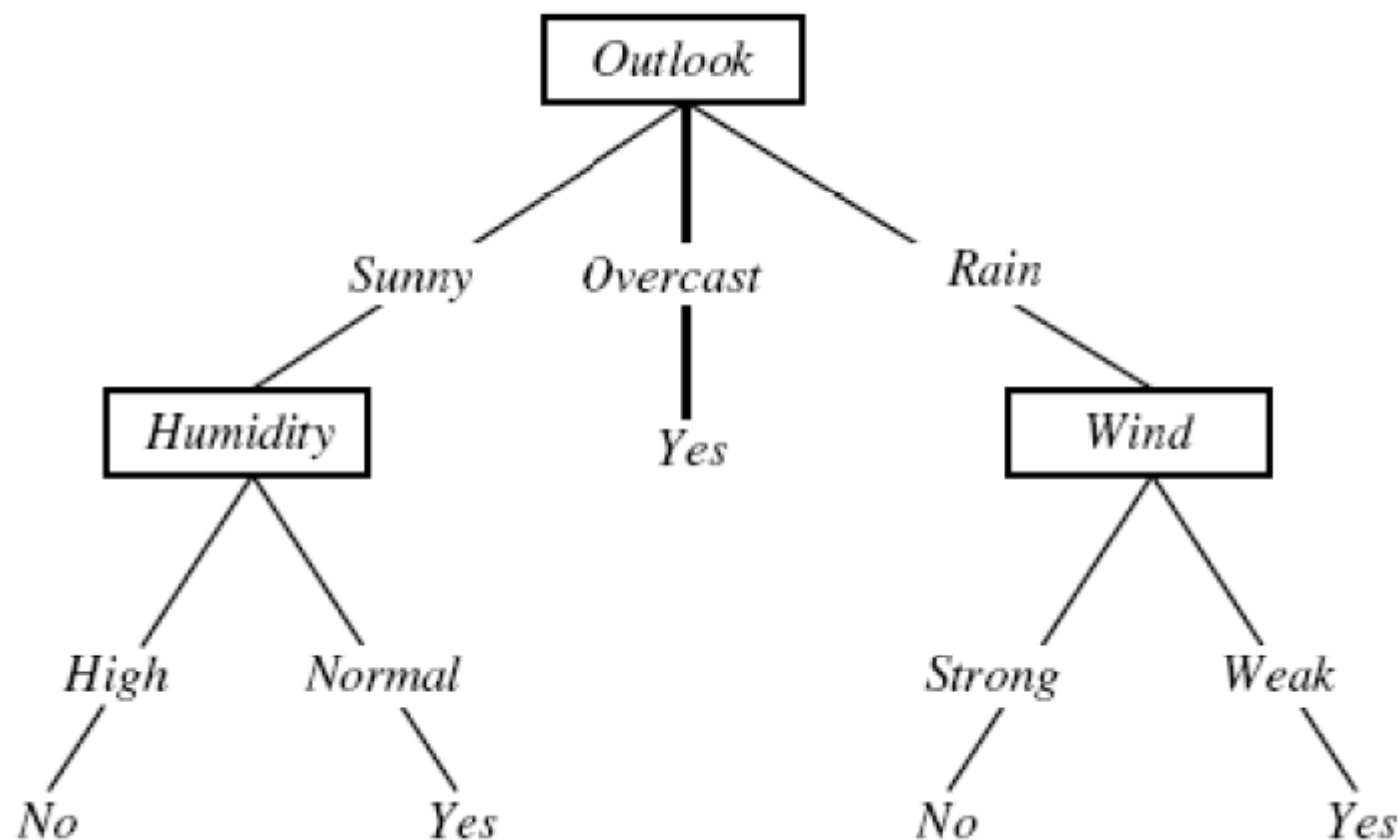 Outlook
Sunny Overcast Rain
Humidity Yes Wind
High Normal Strong Weak
No Yes No Yes